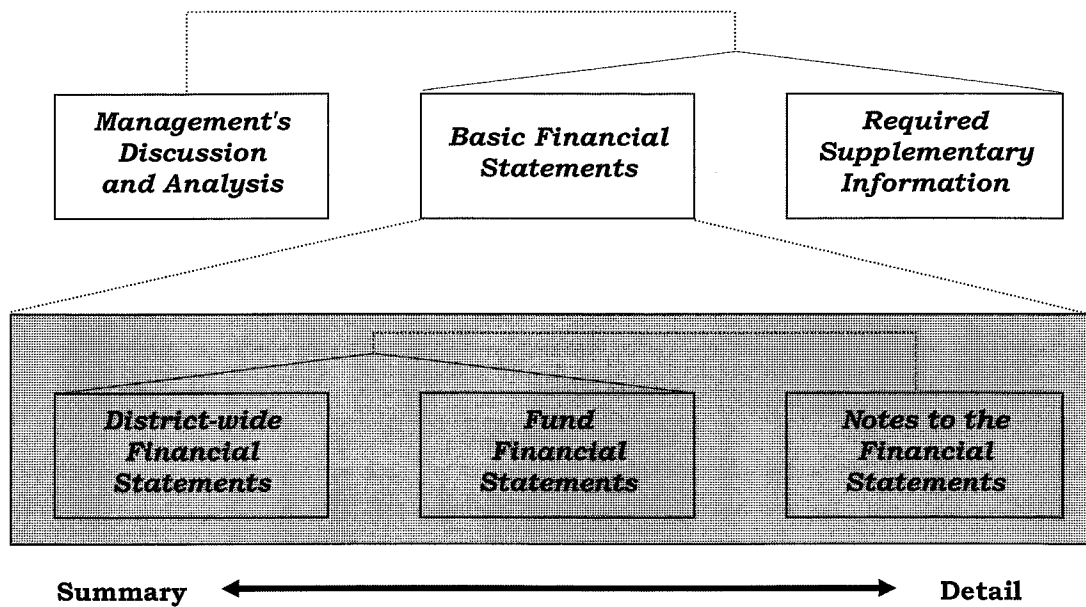 Management's
Discussion
and Analysis
Basic Financial
Statements
Required
Supplementary
Information
District-wide
Financial
Statements
Fund
Financial
Statements
Notes to the
Financial
Statements
Summary
Detail